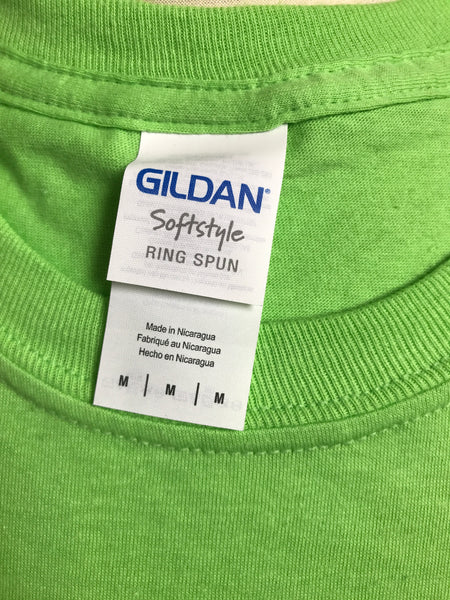 GILDAN®
Softstyle
RING SPUN
Made in Nicaragua
Fabriqué au Nicaragua
Hecho en Nicaragua
M | M | M